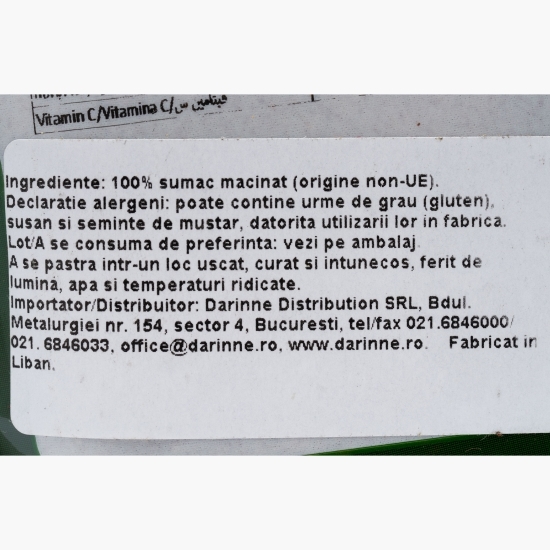 Vitamin C/Vitamina C/فيتامين س
Ingrediente: 100% sumac macinat (origine non-UE).
Declaratie alergeni: poate contine urme de grau (gluten),
susan si seminte de mustar, datorita utilizarii lor in fabrica.
Lot/A se consuma de preferinta: vezi pe ambalaj.
A se pastra intr-un loc uscat, curat si intunecos, ferit de
lumina, apa si temperaturi ridicate.
Importator/Distribuitor: Darinne Distribution SRL, Bdul.
Metalurgiei nr. 154, sector 4, Bucuresti, tel/fax 021.6846000/
021. 6846033, office@darinne.ro, www.darinne.ro. Fabricat in
Liban.